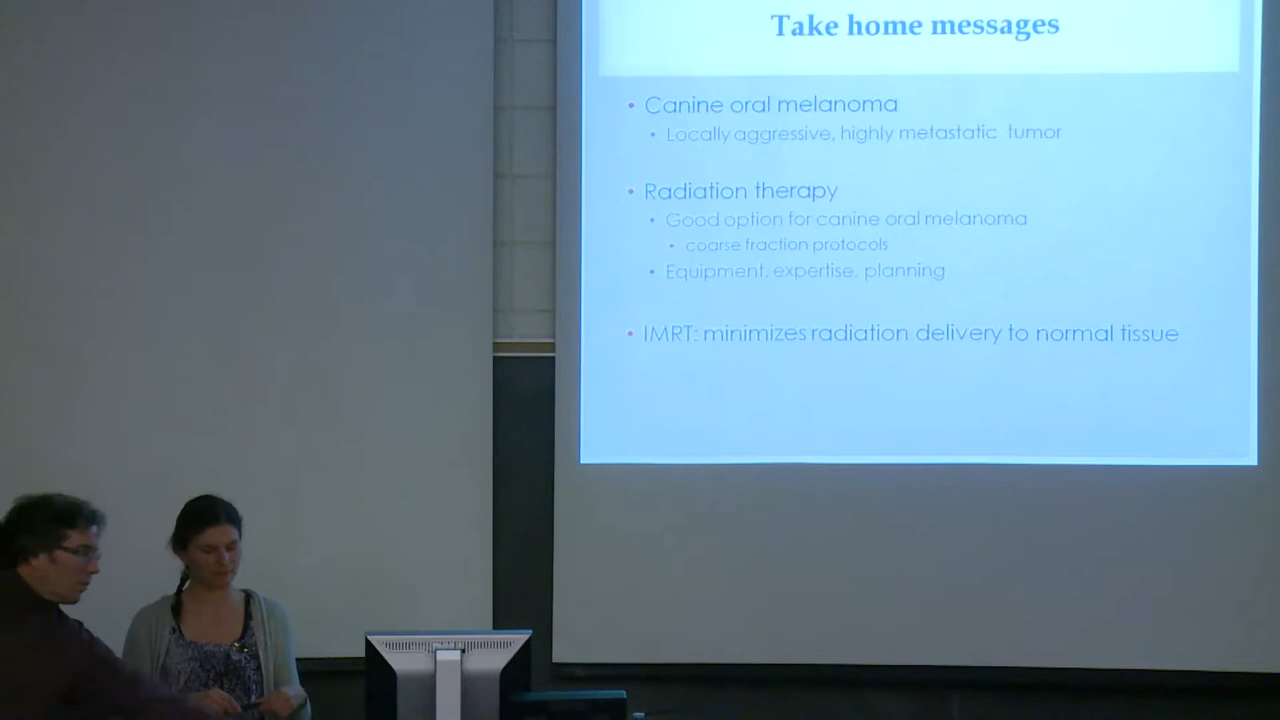 Take home messages
• Canine oral melanoma
• Locally aggressive, highly metastatic tumor
• Radiation therapy
• Good option for canine oral melanoma
• coarse fraction protocols
• Equipment, expertise, planning
• IMRT: minimizes radiation delivery to normal tissue